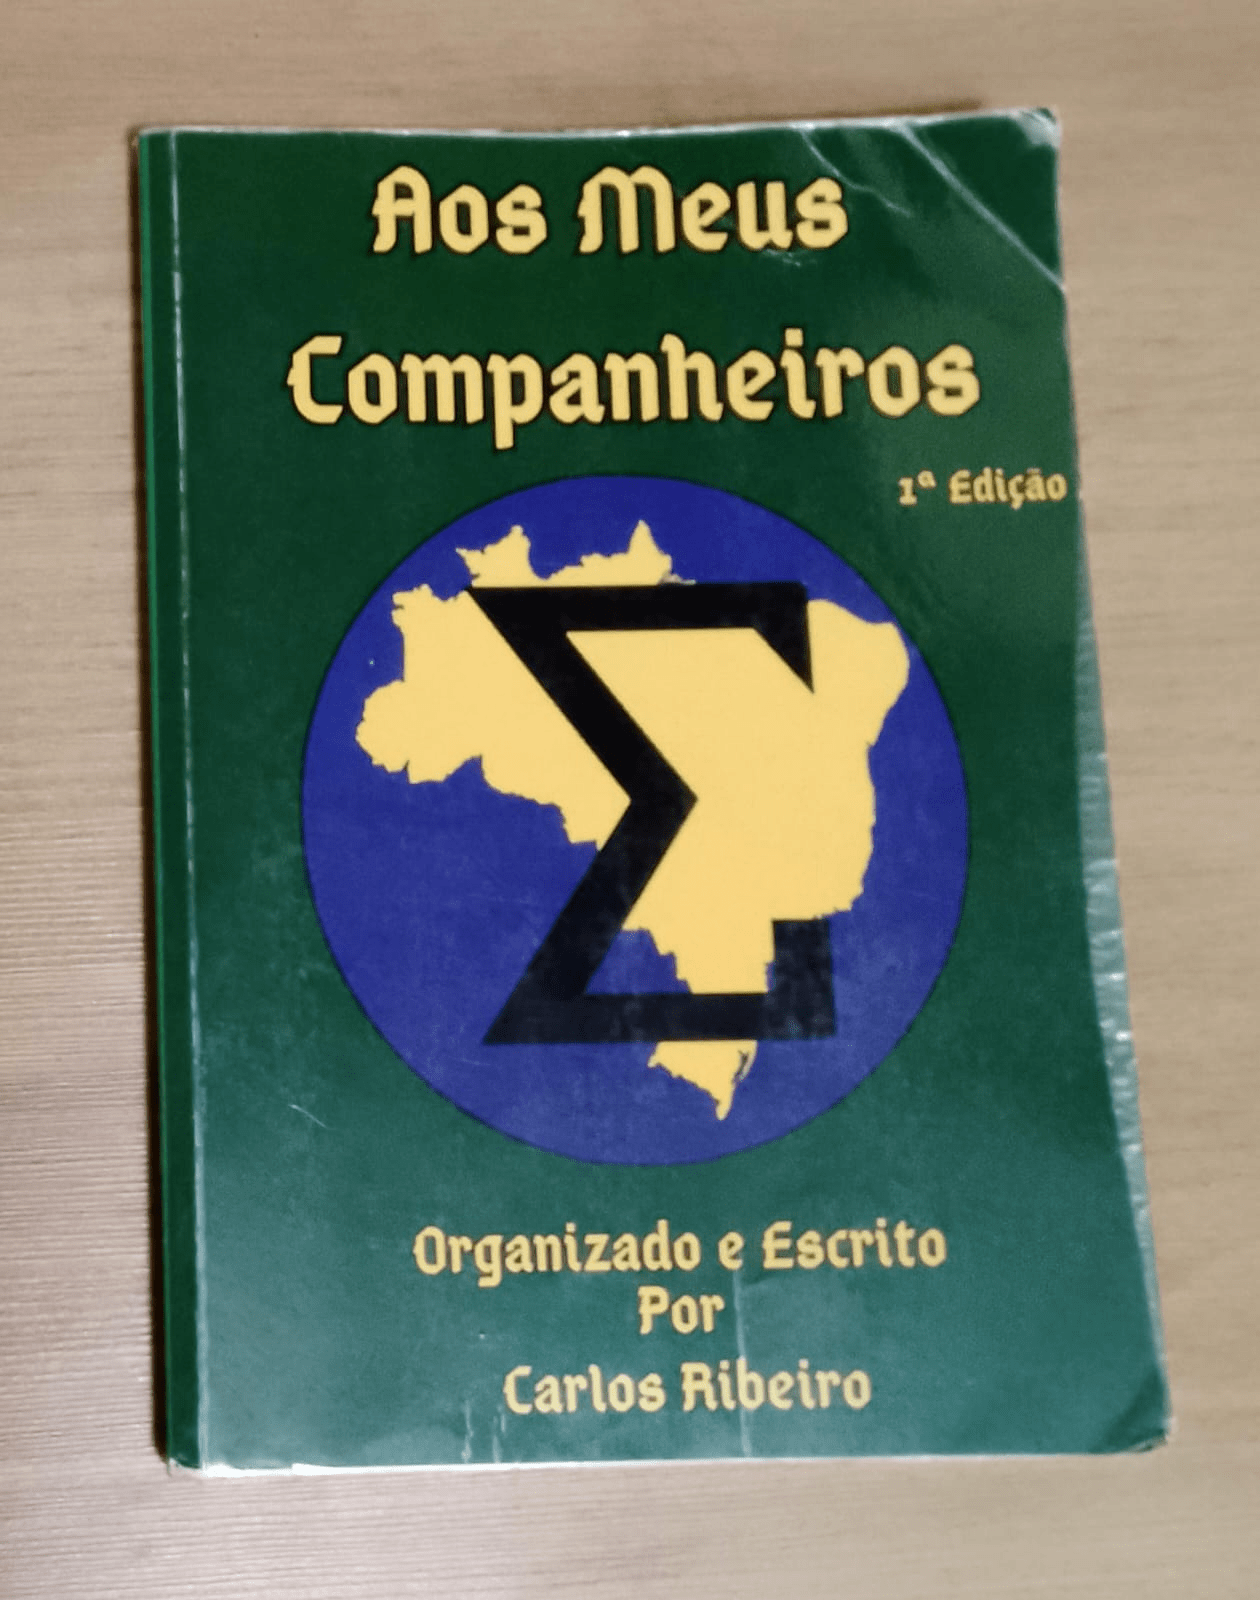 Aos Meus
Companheiros
1ª Edição
Σ
Organizado e Escrito
Por
Carlos Ribeiro